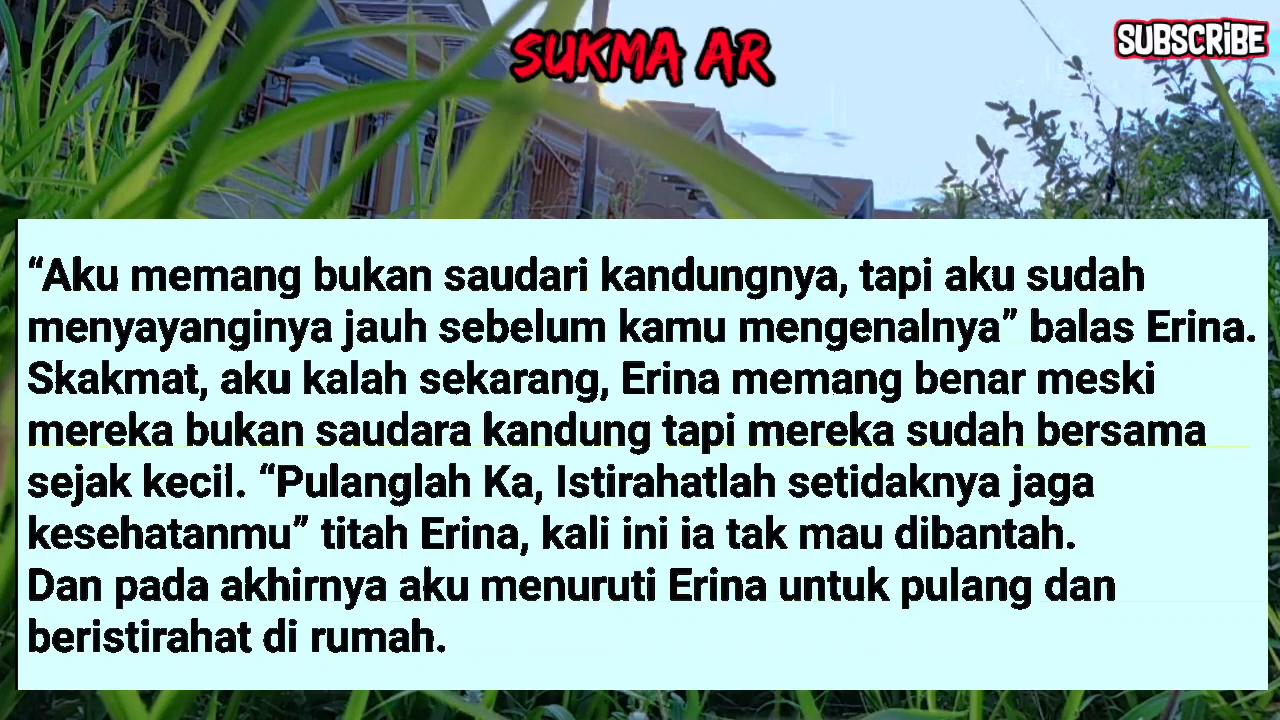 SUKMA AR
SUBSCRIBE
“Aku memang bukan saudari kandungnya, tapi aku sudah
menyayanginya jauh sebelum kamu mengenalnya” balas Erina.
Skakmat, aku kalah sekarang, Erina memang benar meski
mereka bukan saudara kandung tapi mereka sudah bersama
sejak kecil. “Pulanglah Ka, Istirahatlah setidaknya jaga
kesehatanmu” titah Erina, kali ini ia tak mau dibantah.
Dan pada akhirnya aku menuruti Erina untuk pulang dan
beristirahat di rumah.